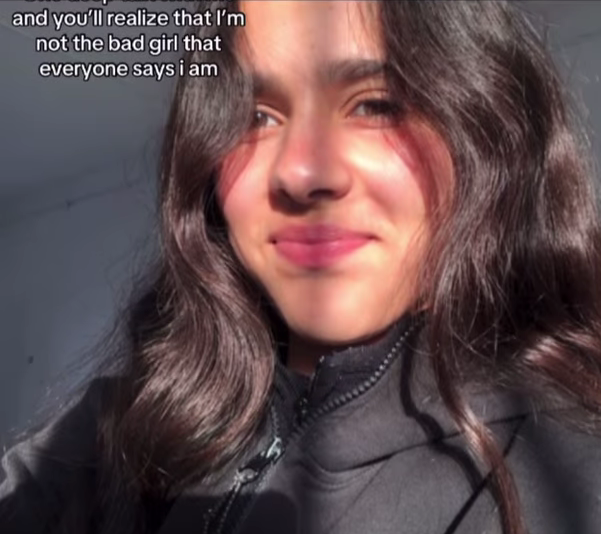 and you’ll realize that I’m
not the bad girl that
everyone says i am